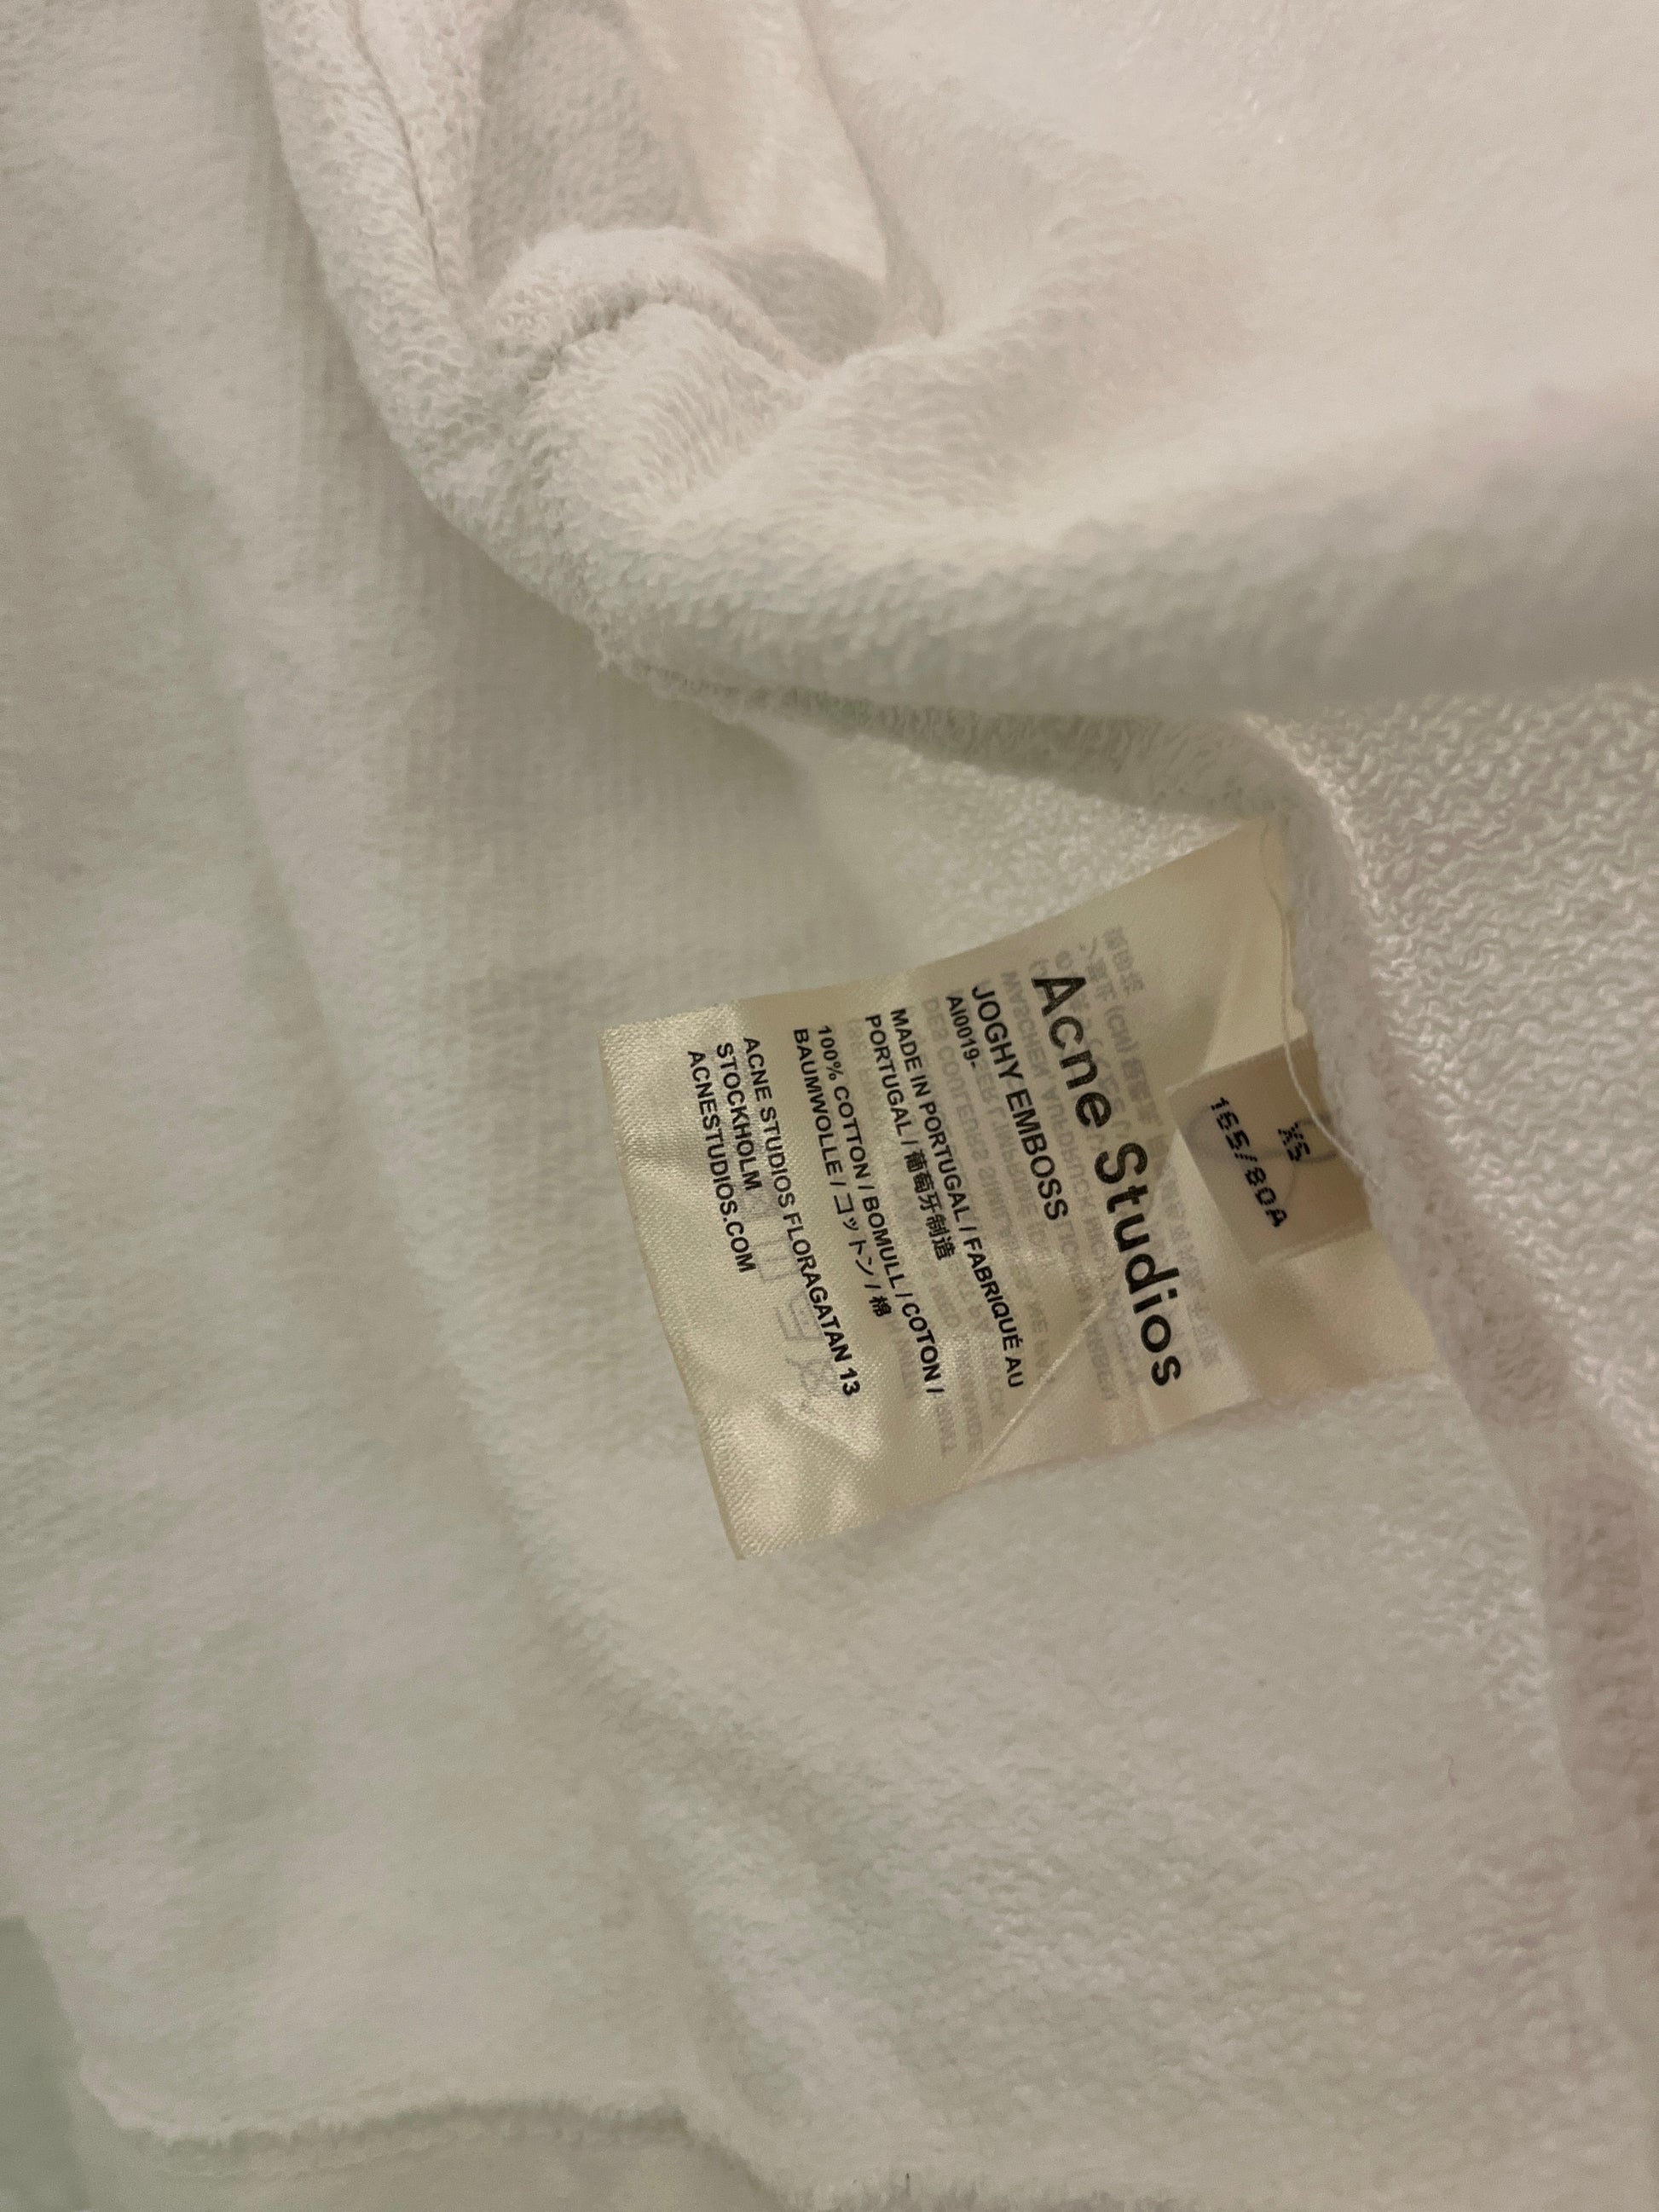 XS
165/80A
Acne Studios
JOGHY EMBOSS
AI0019-
MADE IN PORTUGAL / FABRIQUÉ AU
PORTUGAL / 葡萄牙制造
100% COTTON / BOMULL / COTON /
BAUMWOLLE / コットン / 棉
ACNE STUDIOS FLORAGATAN 13
STOCKHOLM
ACNESTUDIOS.COM